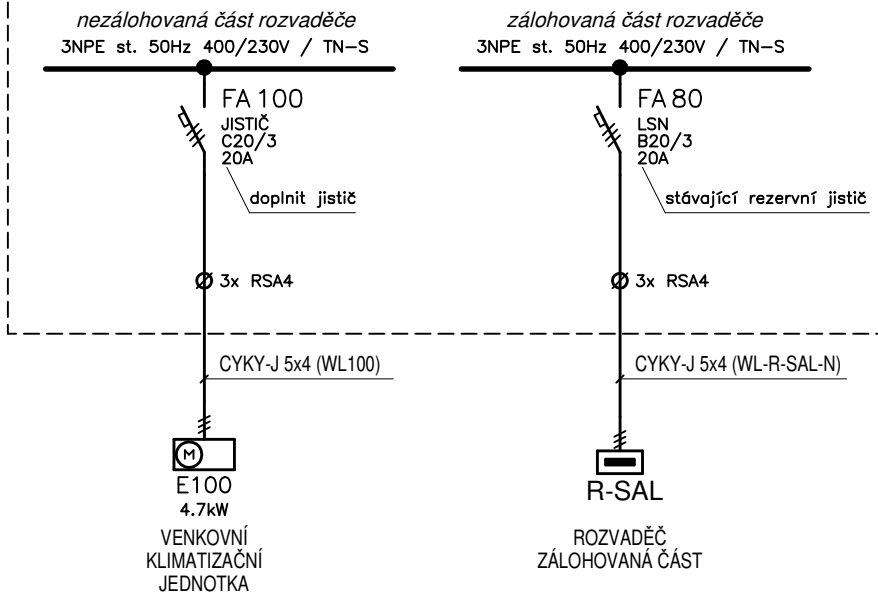 nezálohovaná část rozvaděče
3NPE st. 50Hz 400/230V / TN-S
FA 100
JISTIČ
C20/3
20A
doplnit jistič
3x RSA4
CYKY-J 5x4 (WL100)
M
E100
4.7kW
VENKOVNÍ
KLIMATIZAČNÍ
JEDNOTKA
zálohovaná část rozvaděče
3NPE st. 50Hz 400/230V / TN-S
FA 80
LSN
B20/3
20A
stávající rezervní jistič
3x RSA4
CYKY-J 5x4 (WL-R-SAL-N)
R-SAL
ROZVADĚČ
ZÁLOHOVANÁ ČÁST